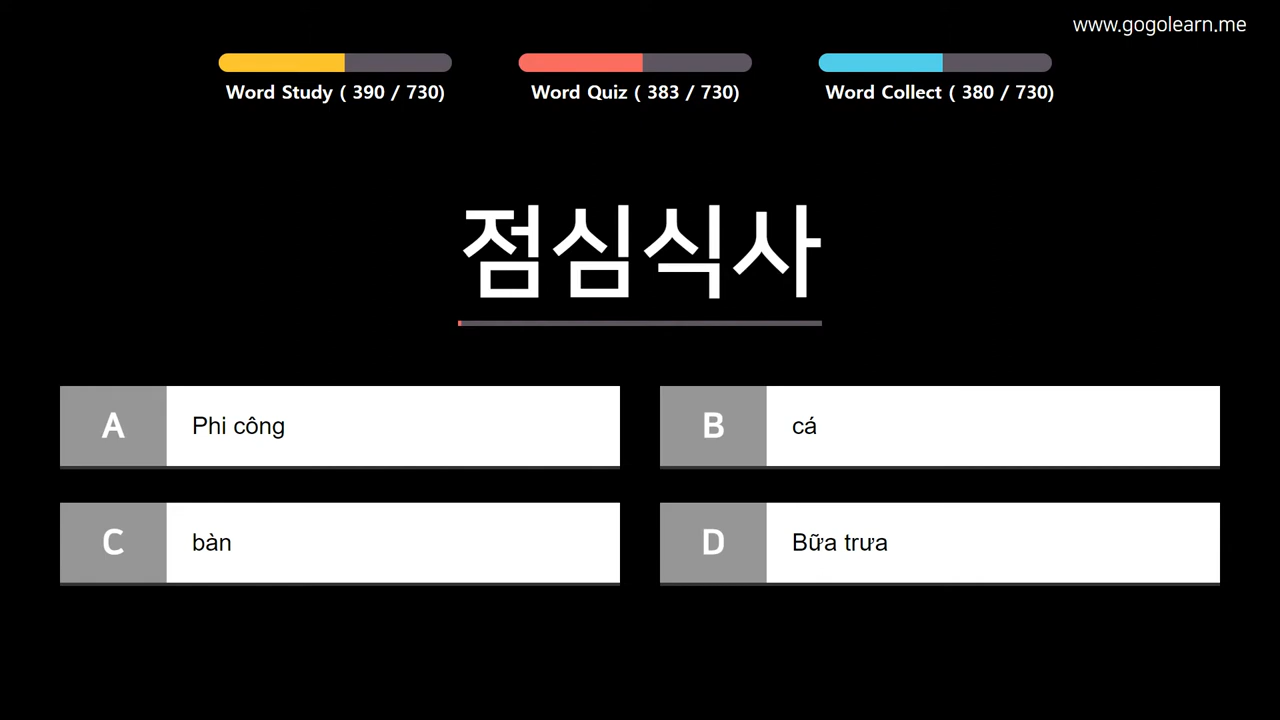 www.gogolearn.me
Word Study ( 390 / 730)
Word Quiz ( 383 / 730)
Word Collect ( 380 / 730)
점심식사
A
Phi công
B
cá
C
bàn
D
Bữa trưa